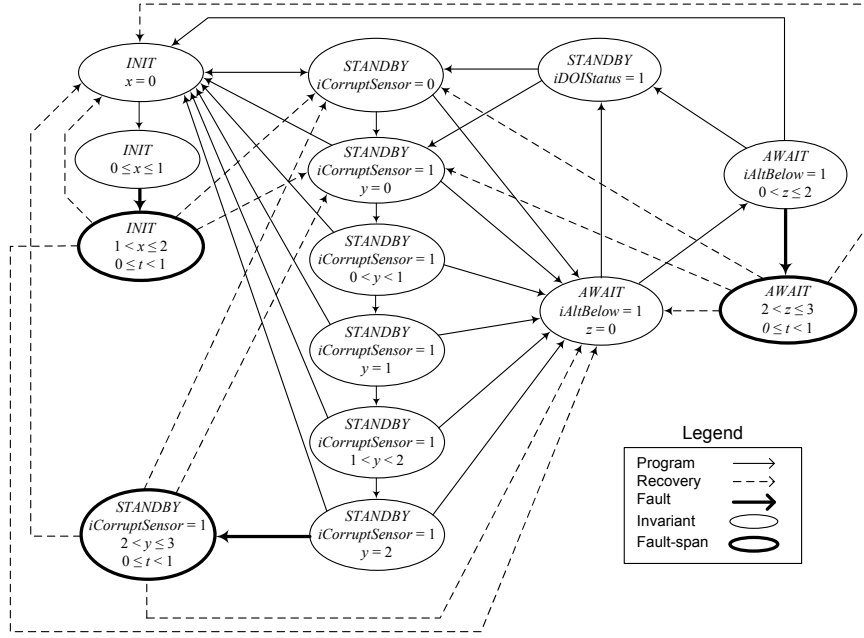 INIT
x = 0
STANDBY
iCorruptSensor = 0
STANDBY
iDOIStatus = 1
INIT
0 ≤ x ≤ 1
STANDBY
iCorruptSensor = 1
y = 0
AWAIT
iAltBelow = 1
0 < z ≤ 2
INIT
1 < x ≤ 2
0 ≤ t < 1
STANDBY
iCorruptSensor = 1
0 < y < 1
AWAIT
iAltBelow = 1
z = 0
AWAIT
2 < z ≤ 3
0 ≤ t < 1
STANDBY
iCorruptSensor = 1
y = 1
STANDBY
iCorruptSensor = 1
1 < y < 2
STANDBY
iCorruptSensor = 1
2 < y ≤ 3
0 ≤ t < 1
STANDBY
iCorruptSensor = 1
y = 2
Legend
Program
Recovery
Fault
Invariant
Fault-span